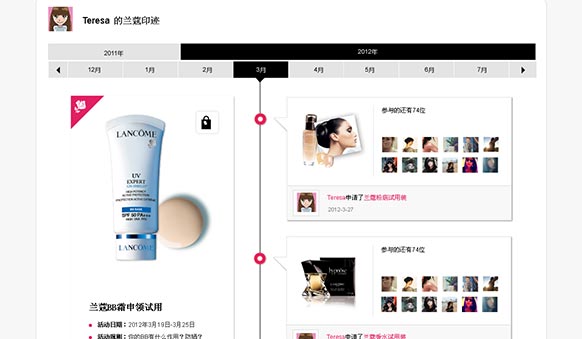 Teresa 的兰蔻印迹
2011年
2012年
12月
1月
2月
3月
4月
5月
6月
7月
LANCÔME
UV
EXPERT
SPF 50 PA+++
LANCÔME
兰蔻BB霜申领试用
活动日期：2012年3月19日-3月25日
你的BB有什么作用？防晒？
参与的还有74位
Teresa申请了兰蔻粉底试用装
2012-3-27
hypnôse
参与的还有74位
Teresa申请了兰蔻香水试用装